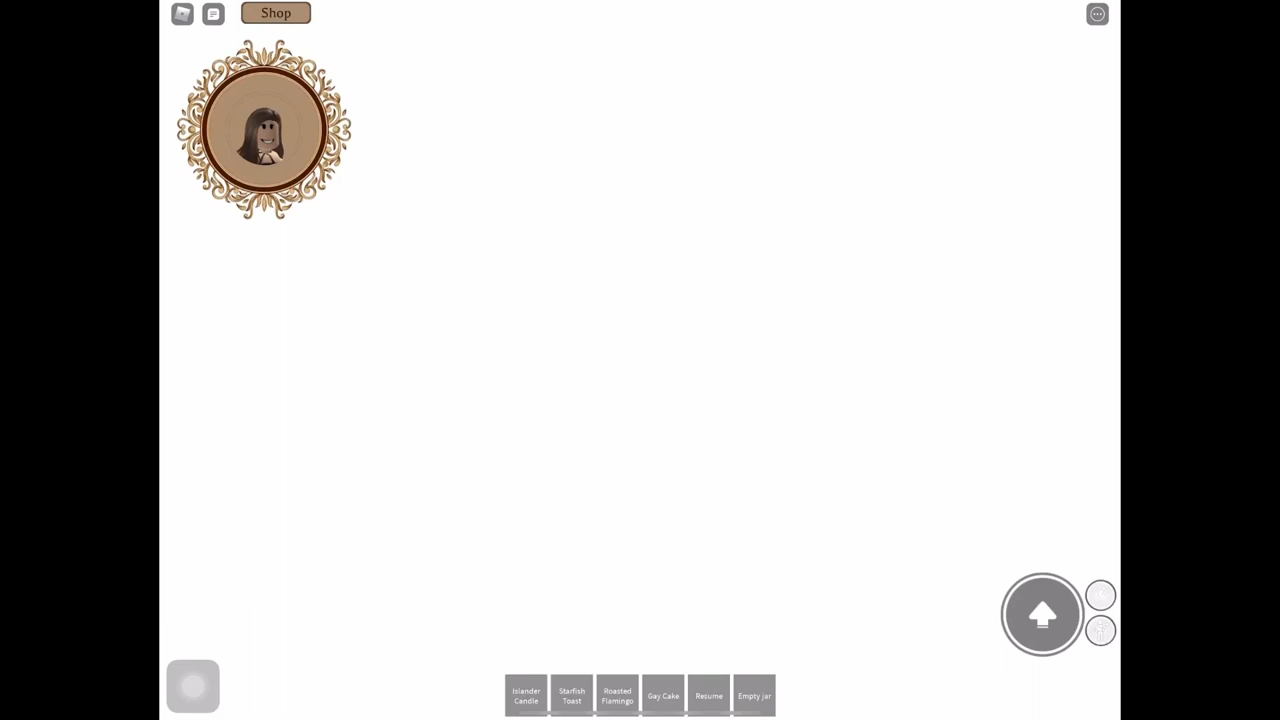 Shop
Islander
Candle
Starfish
Toast
Roasted
Flamingo
Gay Cake
Resume
Empty jar